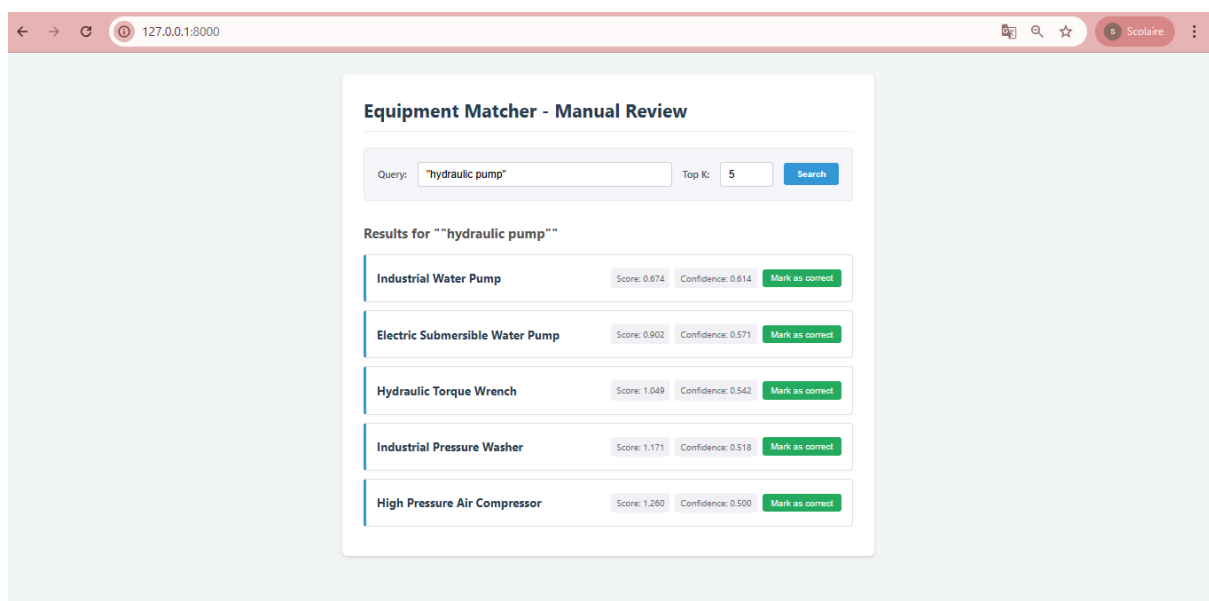 127.0.0.1:8000
S Scolaire
Equipment Matcher - Manual Review
Query: "hydraulic pump" Top K: 5 Search
Results for ""hydraulic pump""
Industrial Water Pump Score: 0.674 Confidence: 0.614 Mark as correct
Electric Submersible Water Pump Score: 0.902 Confidence: 0.571 Mark as correct
Hydraulic Torque Wrench Score: 1.049 Confidence: 0.542 Mark as correct
Industrial Pressure Washer Score: 1.171 Confidence: 0.518 Mark as correct
High Pressure Air Compressor Score: 1.260 Confidence: 0.500 Mark as correct